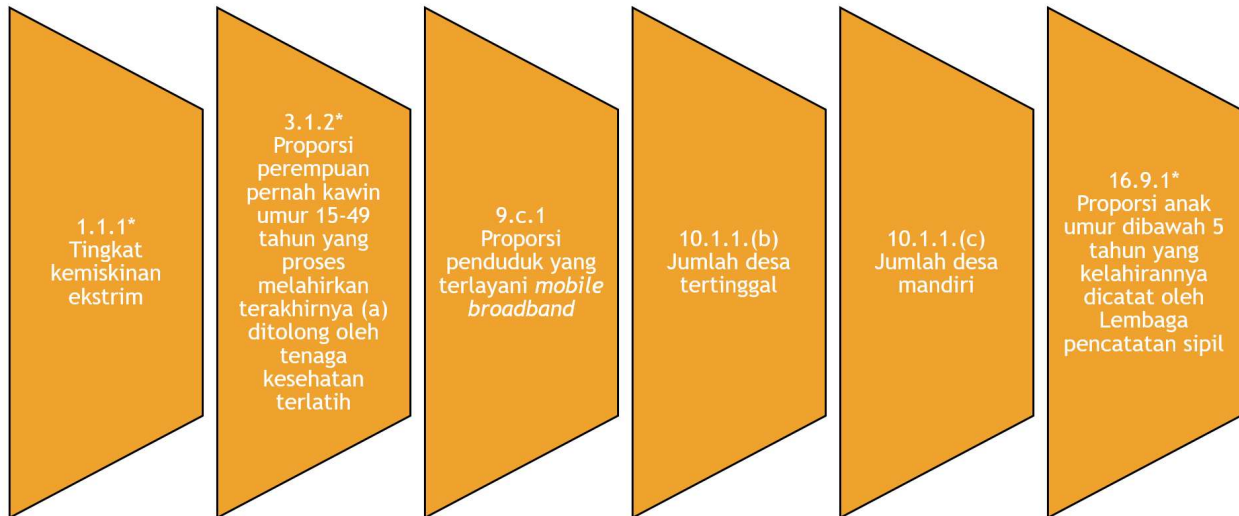 1.1.1*
Tingkat
kemiskinan
ekstrim
3.1.2*
Proporsi
perempuan
pernah kawin
umur 15-49
tahun yang
proses
melahirkan
terakhirnya (a)
ditolong oleh
tenaga
kesehatan
terlatih
9.c.1
Proporsi
penduduk yang
terlayani mobile
broadband
10.1.1.(b)
Jumlah desa
tertinggal
10.1.1.(c)
Jumlah desa
mandiri
16.9.1*
Proporsi anak
umur dibawah 5
tahun yang
kelahirannya
dicatat oleh
Lembaga
pencatatan sipil